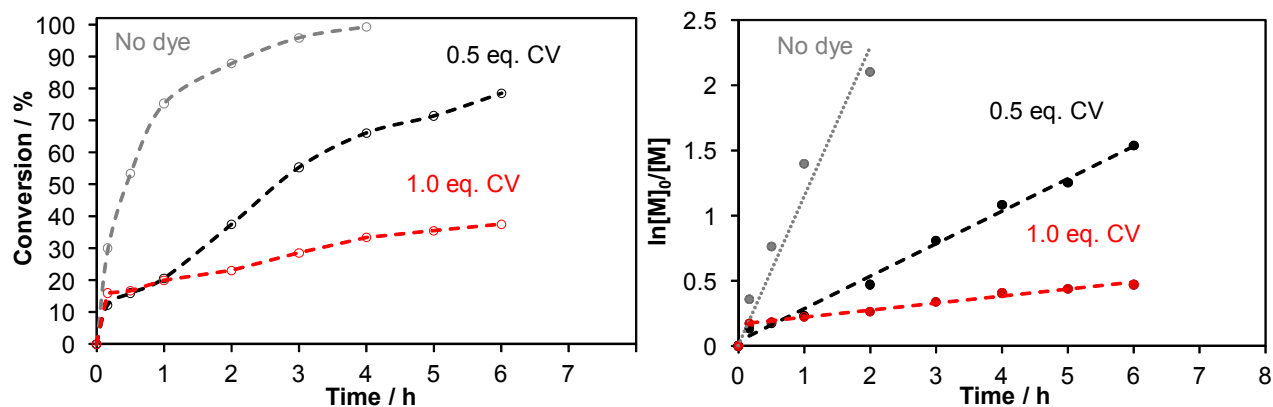 Conversion / %
100
90
80
70
60
50
40
30
20
10
0
No dye
0.5 eq. CV
1.0 eq. CV
0 1 2 3 4 5 6 7
Time / h
ln[M]₀/[M]
2.5
2
1.5
1
0.5
0
No dye
0.5 eq. CV
1.0 eq. CV
0 1 2 3 4 5 6 7 8
Time / h